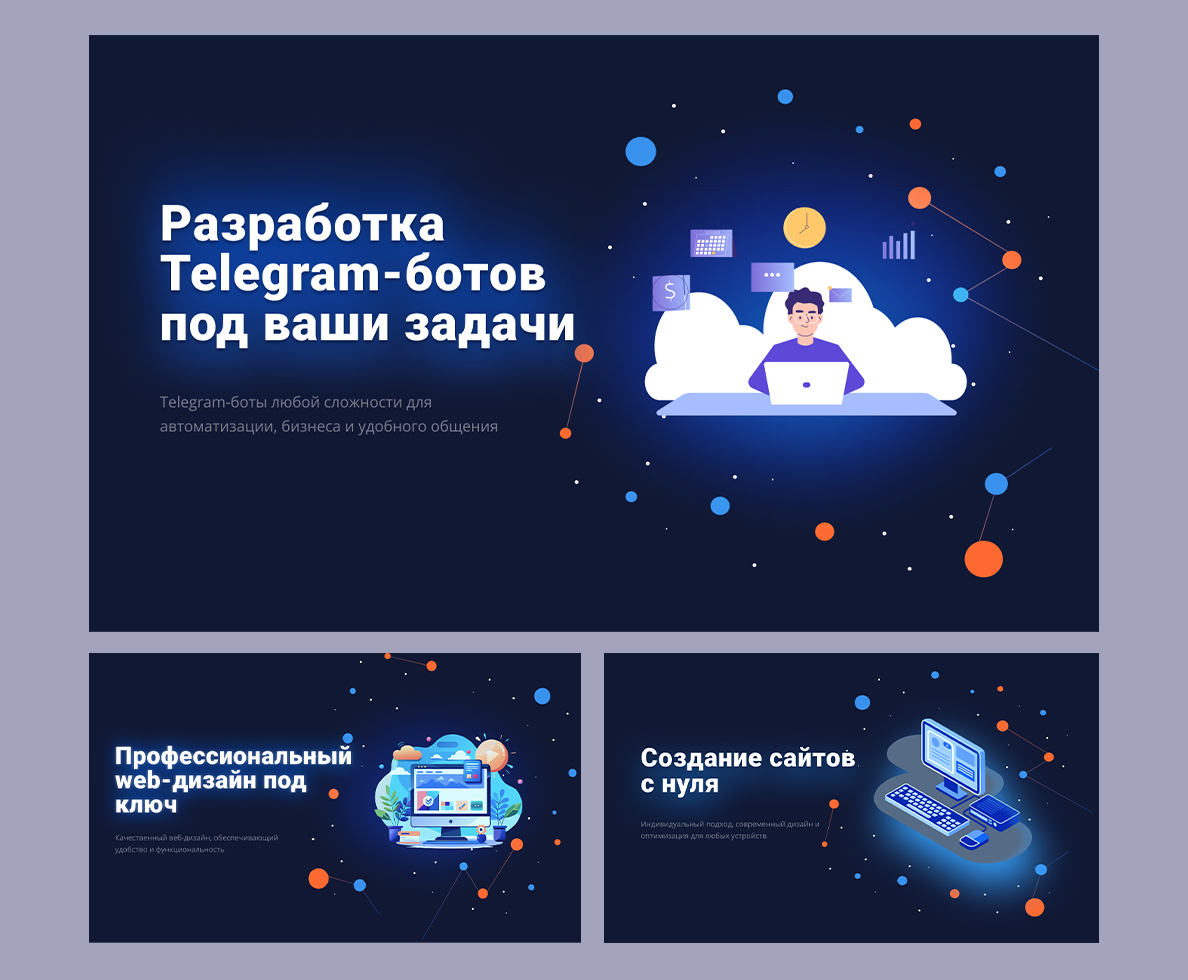 Разработка
Telegram-ботов
под ваши задачи
Telegram-боты любой сложности для
автоматизации, бизнеса и удобного общения
$
Профессиональный
web-дизайн под
ключ
Качественный веб-дизайн, обеспечивающий
удобство и функциональность
Создание сайтов
с нуля
Индивидуальный подход, современный дизайн и
оптимизация для любых устройств